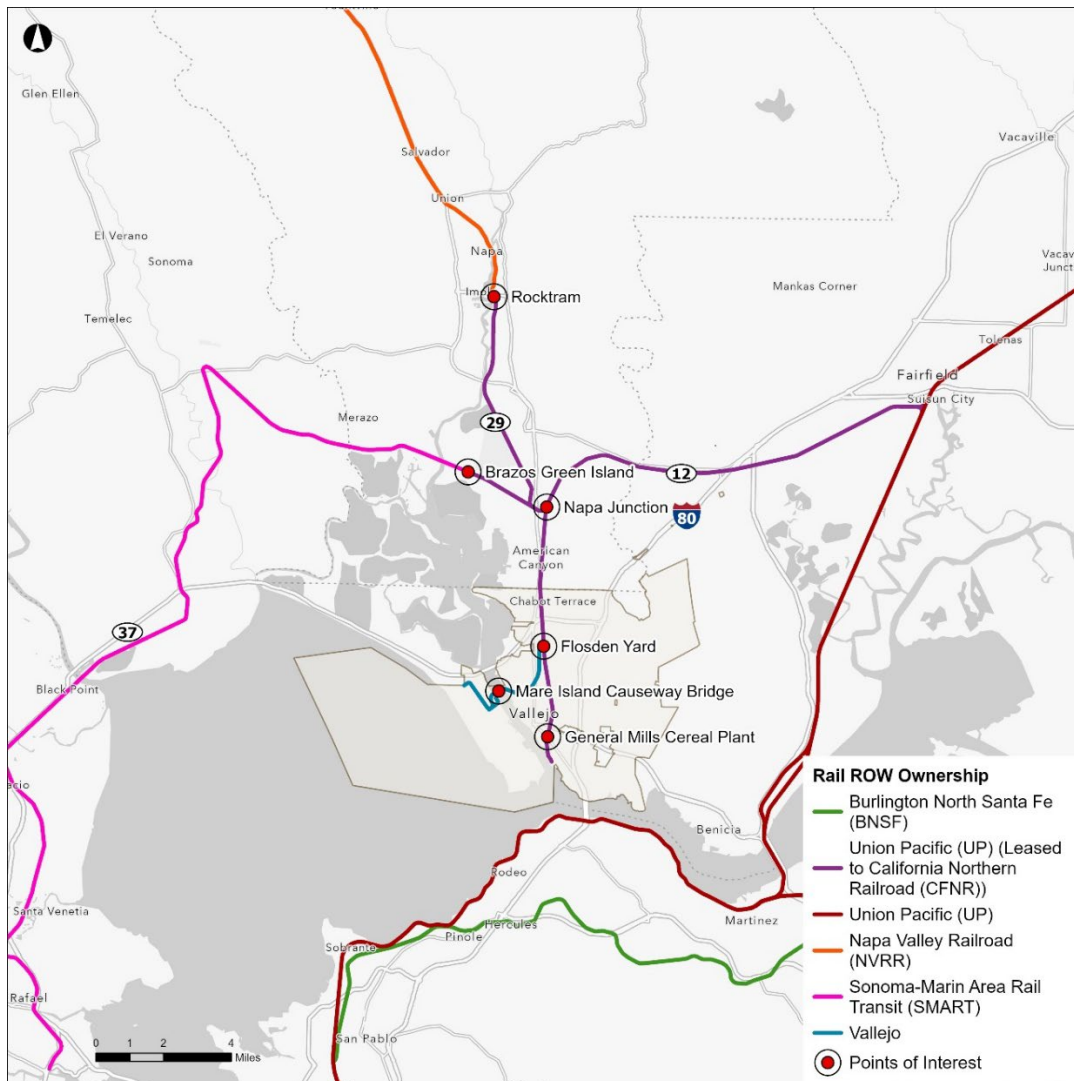 Glen Ellen
Vacaville
Salvador
Union
El Verano
Sonoma
Napa
Mankas Corner
Rocktram
Temelec
Tolenas
Fairfield
Suisun City
Merazo
29
12
Brazos Green Island
Napa Junction
80
American
Canyon
Chabot Terrace
37
Flosden Yard
Black Point
Mare Island Causeway Bridge
Vallejo
General Mills Cereal Plant
Benicia
Rodeo
Santa Venetia
Hercules
Pinole
Martinez
Sobrante
San Pablo
0 1 2 4
Miles
Rail ROW Ownership
Burlington North Santa Fe
(BNSF)
Union Pacific (UP) (Leased
to California Northern
Railroad (CFNR))
Union Pacific (UP)
Napa Valley Railroad
(NVRR)
Sonoma-Marin Area Rail
Transit (SMART)
Vallejo
Points of Interest